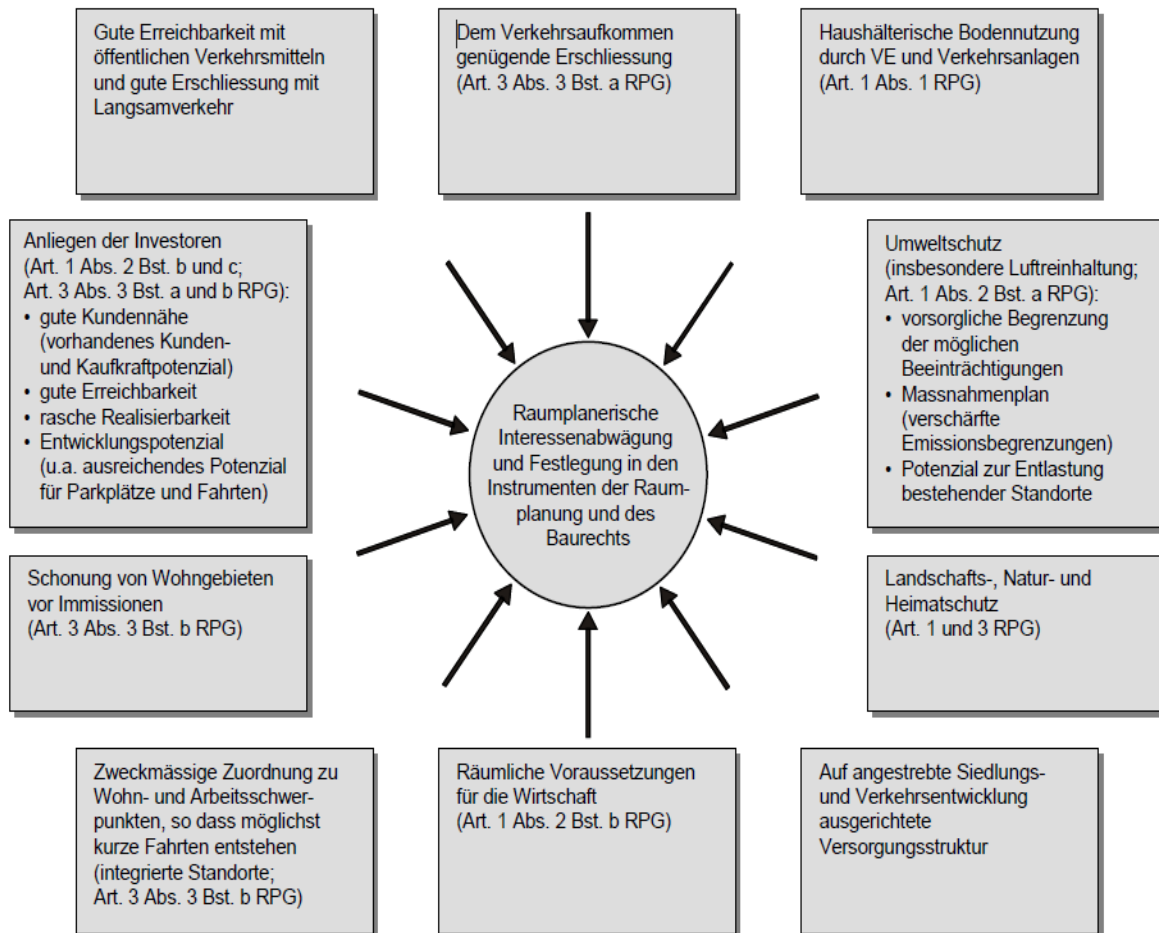 Gute Erreichbarkeit mit
öffentlichen Verkehrsmitteln
und gute Erschliessung mit
Langsamverkehr
Dem Verkehrsaufkommen
genügende Erschliessung
(Art. 3 Abs. 3 Bst. a RPG)
Haushälterische Bodennutzung
durch VE und Verkehrsanlagen
(Art. 1 Abs. 1 RPG)
Anliegen der Investoren
(Art. 1 Abs. 2 Bst. b und c;
Art. 3 Abs. 3 Bst. a und b RPG):
• gute Kundennähe
(vorhandenes Kunden-
und Kaufkraftpotenzial)
• gute Erreichbarkeit
• rasche Realisierbarkeit
• Entwicklungspotenzial
(u.a. ausreichendes Potenzial
für Parkplätze und Fahrten)
Raumplanerische
Interessenabwägung
und Festlegung in den
Instrumenten der Raum-
planung und des
Baurechts
Umweltschutz
(insbesondere Luftreinhaltung;
Art. 1 Abs. 2 Bst. a RPG):
• vorsorgliche Begrenzung
der möglichen
Beeinträchtigungen
• Massnahmenplan
(verschärfte
Emissionsbegrenzungen)
• Potenzial zur Entlastung
bestehender Standorte
Schonung von Wohngebieten
vor Immissionen
(Art. 3 Abs. 3 Bst. b RPG)
Landschafts-, Natur- und
Heimatschutz
(Art. 1 und 3 RPG)
Zweckmässige Zuordnung zu
Wohn- und Arbeitsschwer-
punkten, so dass möglichst
kurze Fahrten entstehen
(integrierte Standorte;
Art. 3 Abs. 3 Bst. b RPG)
Räumliche Voraussetzungen
für die Wirtschaft
(Art. 1 Abs. 2 Bst. b RPG)
Auf angestrebte Siedlungs-
und Verkehrsentwicklung
ausgerichtete
Versorgungsstruktur